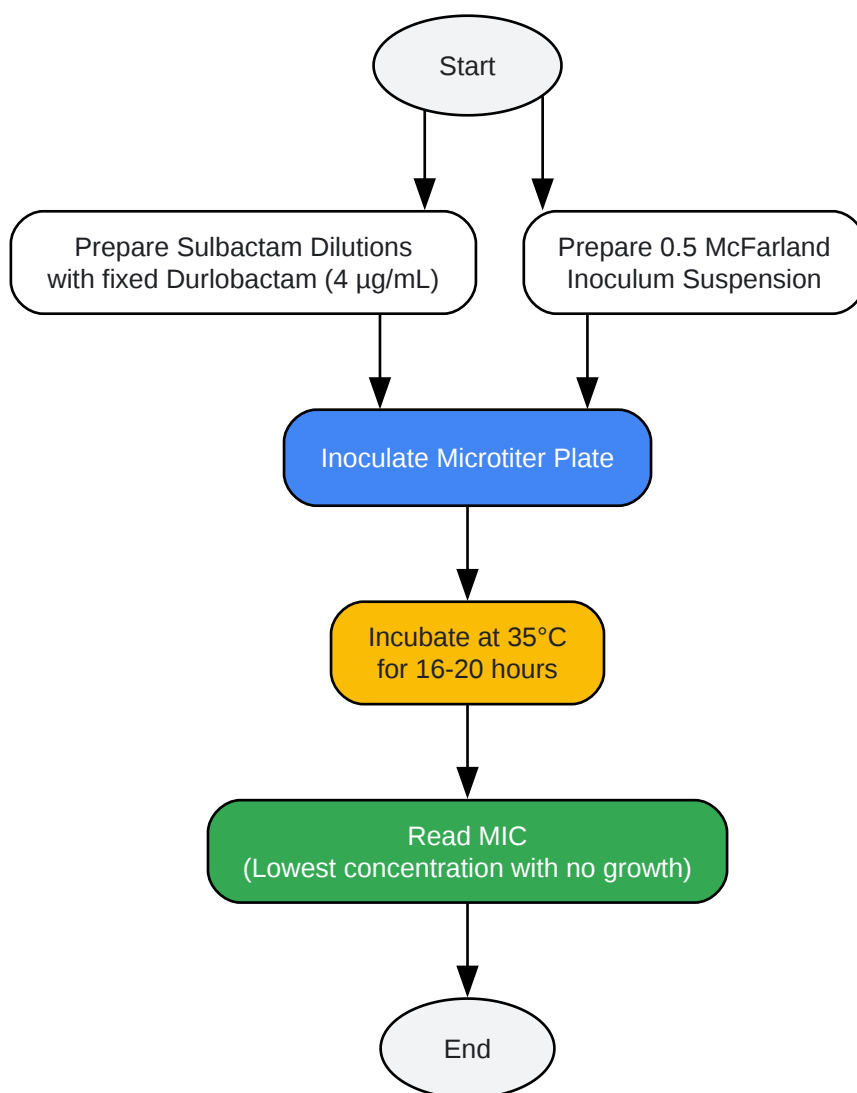 Start
Prepare Sulbactam Dilutions
with fixed Durlobactam (4 µg/mL)
Prepare 0.5 McFarland
Inoculum Suspension
Inoculate Microtiter Plate
Incubate at 35°C
for 16-20 hours
Read MIC
(Lowest concentration with no growth)
End